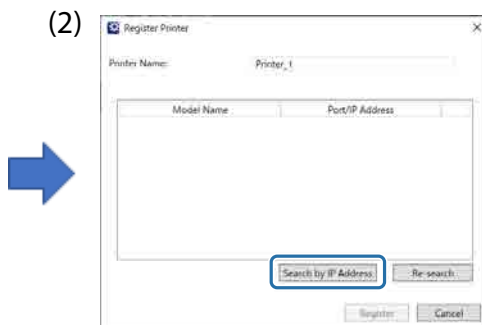 (2)
Register Printer
Printer Name: Printer_1
Model Name Port/IP Address
Search by IP Address Re-search
Register Cancel